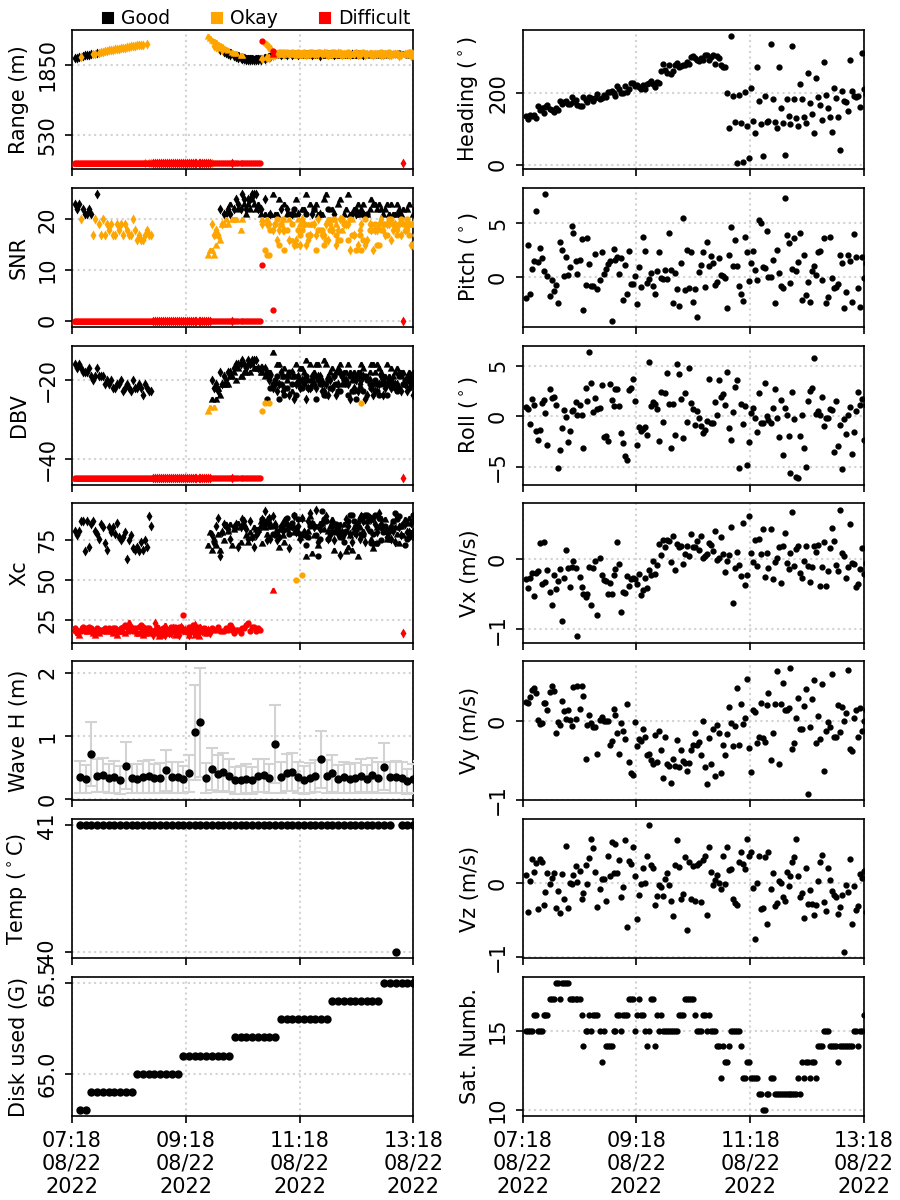 Good Okay Difficult
Range (m)
1850
530
Heading (°)
200
0
SNR
20
10
0
Pitch (°)
5
0
DBV
−20
−40
Roll (°)
5
0
−5
Xc
75
50
25
Vx (m/s)
0
−1
Wave H (m)
2
1
0
Vy (m/s)
0
−1
Temp (°C)
41
40
Vz (m/s)
0
−1
Disk used (G)
65.5
65.0
Sat. Numb.
15
10
07:18 09:18 11:18 13:18 07:18 09:18 11:18 13:18
08/22 08/22 08/22 08/22 08/22 08/22 08/22 08/22
2022 2022 2022 2022 2022 2022 2022 2022